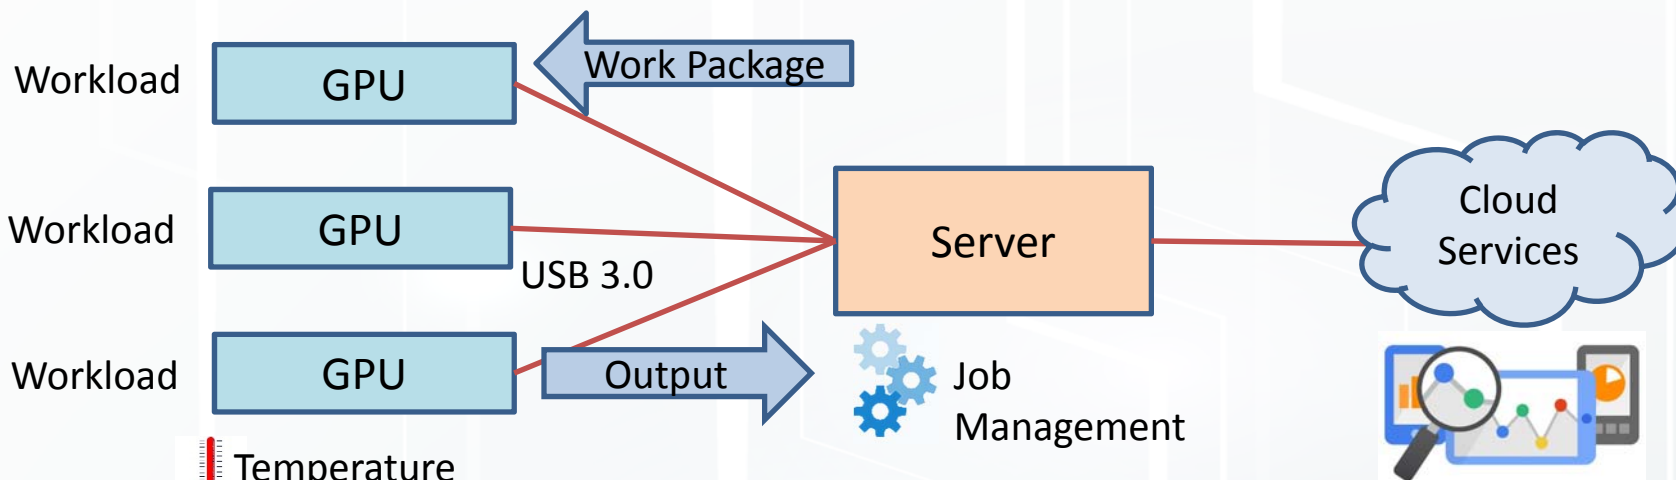 Workload
GPU
Work Package
Workload
GPU
USB 3.0
Server
Cloud
Services
Workload
GPU
Output
Job
Management
Temperature